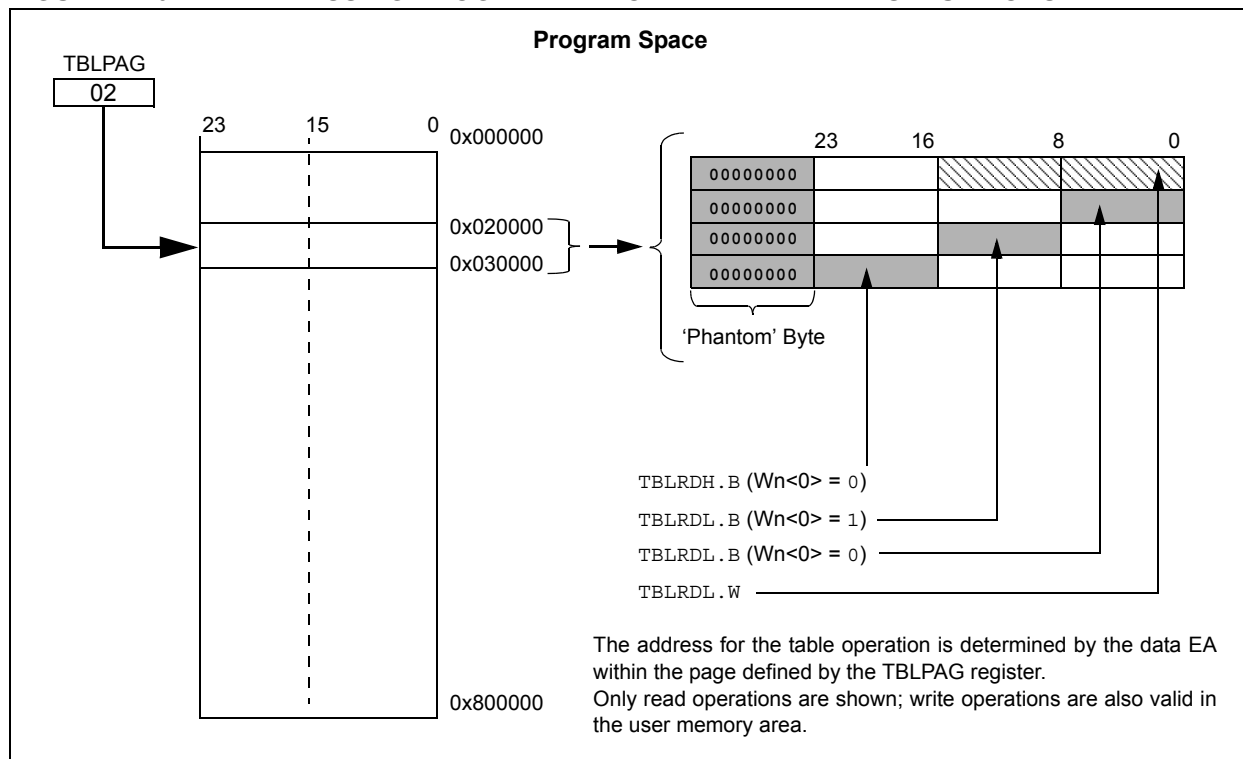 Program Space
TBLPAG
02
23 15 0
0x000000
0x020000
0x030000
0x800000
23 16 8 0
00000000
00000000
00000000
00000000
‘Phantom’ Byte
TBLRDH.B (Wn<0> = 0)
TBLRDL.B (Wn<0> = 1)
TBLRDL.B (Wn<0> = 0)
TBLRDL.W
The address for the table operation is determined by the data EA
within the page defined by the TBLPAG register.
Only read operations are shown; write operations are also valid in
the user memory area.